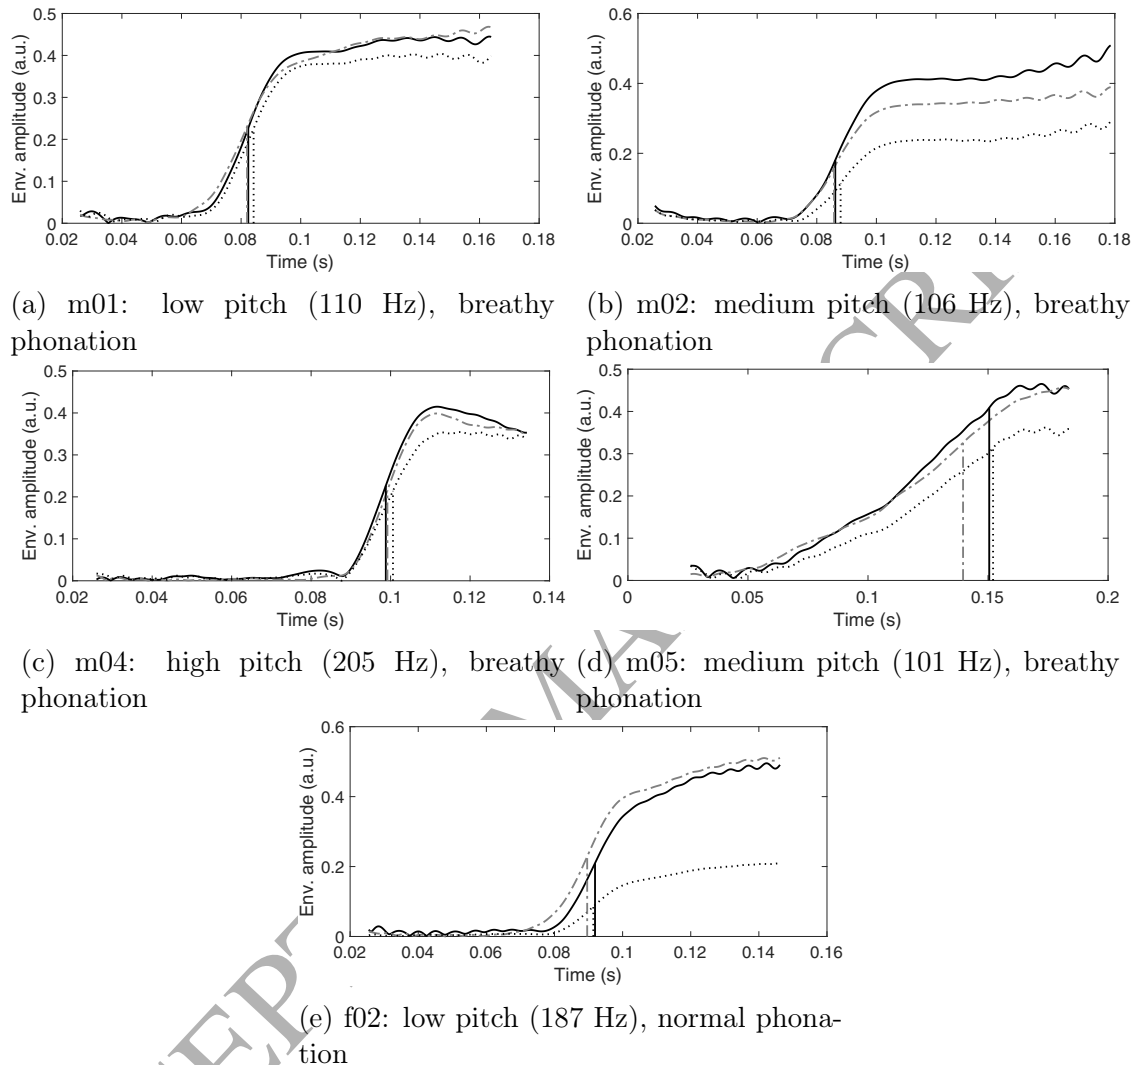 0.5
0.4
0.3
0.2
0.1
0
Env. amplitude (a.u.)
0.02 0.04 0.06 0.08 0.1 0.12 0.14 0.16 0.18
Time (s)
(a) m01: low pitch (110 Hz), breathy
phonation
0.6
0.4
0.2
0
Env. amplitude (a.u.)
0.02 0.04 0.06 0.08 0.1 0.12 0.14 0.16 0.18
Time (s)
(b) m02: medium pitch (106 Hz), breathy
phonation
0.5
0.4
0.3
0.2
0.1
0
Env. amplitude (a.u.)
0.02 0.04 0.06 0.08 0.1 0.12 0.14
Time (s)
(c) m04: high pitch (205 Hz), breathy
phonation
0.5
0.4
0.3
0.2
0.1
0
Env. amplitude (a.u.)
0 0.05 0.1 0.15 0.2
Time (s)
(d) m05: medium pitch (101 Hz), breathy
phonation
0.6
0.4
0.2
0
Env. amplitude (a.u.)
0.02 0.04 0.06 0.08 0.1 0.12 0.14 0.16
Time (s)
(e) f02: low pitch (187 Hz), normal phona-
tion